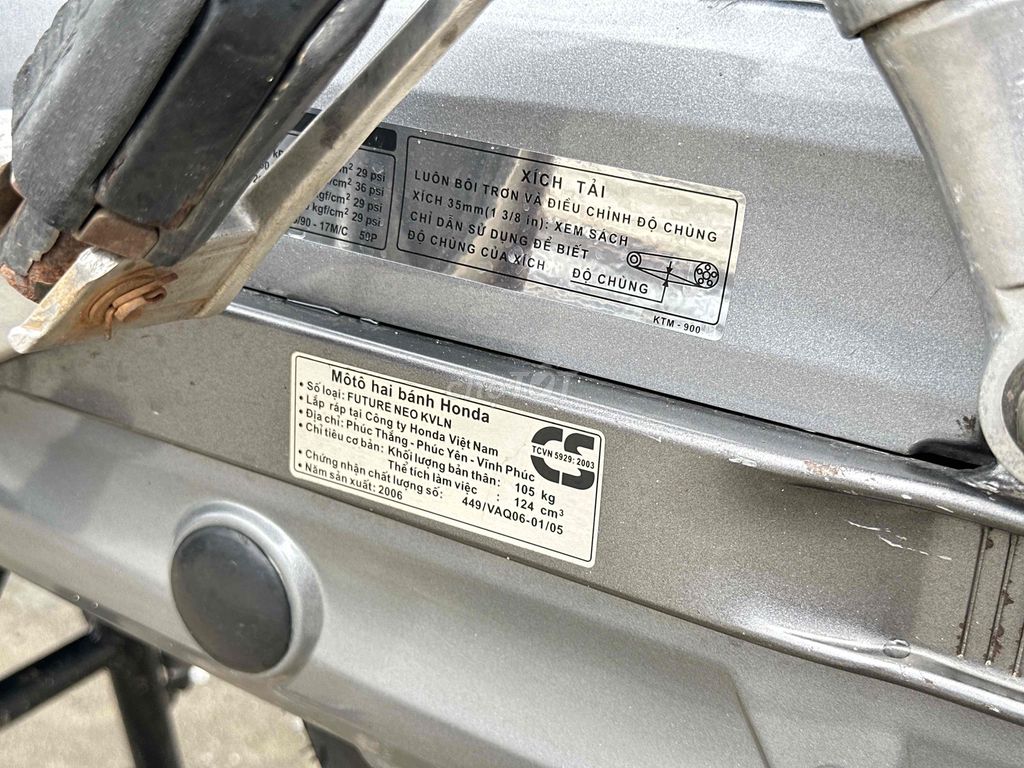 cm² 29 psi
/cm² 36 psi
kgf/cm² 29 psi
kgf/cm² 29 psi
/90 - 17M/C 50P
XÍCH TẢI
LUÔN BÔI TRƠN VÀ ĐIỀU CHỈNH ĐỘ CHÙNG
XÍCH 35mm(1 3/8 in): XEM SÁCH
CHỈ DẪN SỬ DỤNG ĐỂ BIẾT
ĐỘ CHÙNG CỦA XÍCH
ĐỘ CHÙNG
KTM - 900
chợTỐT
Môtô hai bánh Honda
• Số loại: FUTURE NEO KVLN
• Lắp ráp tại Công ty Honda Việt Nam
• Địa chỉ: Phúc Thắng - Phúc Yên - Vĩnh Phúc
• Chỉ tiêu cơ bản: Khối lượng bản thân: 105 kg
Thể tích làm việc : 124 cm³
• Chứng nhận chất lượng số: 449/VAQ06-01/05
• Năm sản xuất: 2006
CS
TCVN 5929: 2003